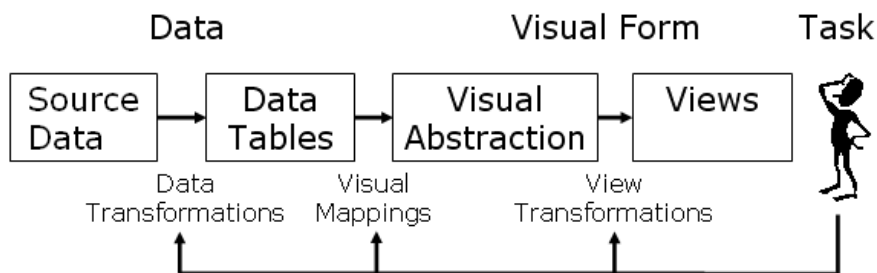 Data
Visual Form
Task
Source
Data
Data
Tables
Visual
Abstraction
Views
Data
Transformations
Visual
Mappings
View
Transformations